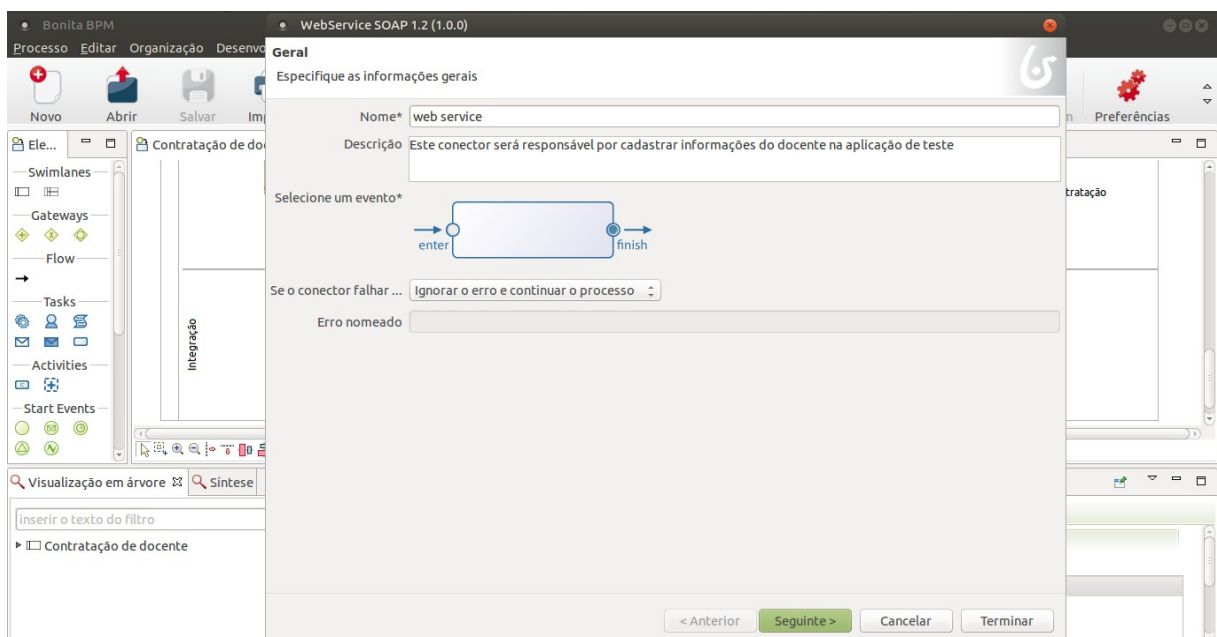 Bonita BPM
Processo Editar Organização Desenvo
Novo Abrir Salvar Im
Preferências
Ele...
Contratação de do
Swimlanes
Gateways
Flow
Tasks
Activities
Start Events
Integração
tratação
WebService SOAP 1.2 (1.0.0)
Geral
Especifique as informações gerais
Nome* web service
Descrição Este conector será responsável por cadastrar informações do docente na aplicação de teste
Selecione um evento*
enter finish
Se o conector falhar ... Ignorar o erro e continuar o processo
Erro nomeado
< Anterior Seguinte > Cancelar Terminar
Visualização em árvore Síntese
inserir o texto do filtro
Contratação de docente